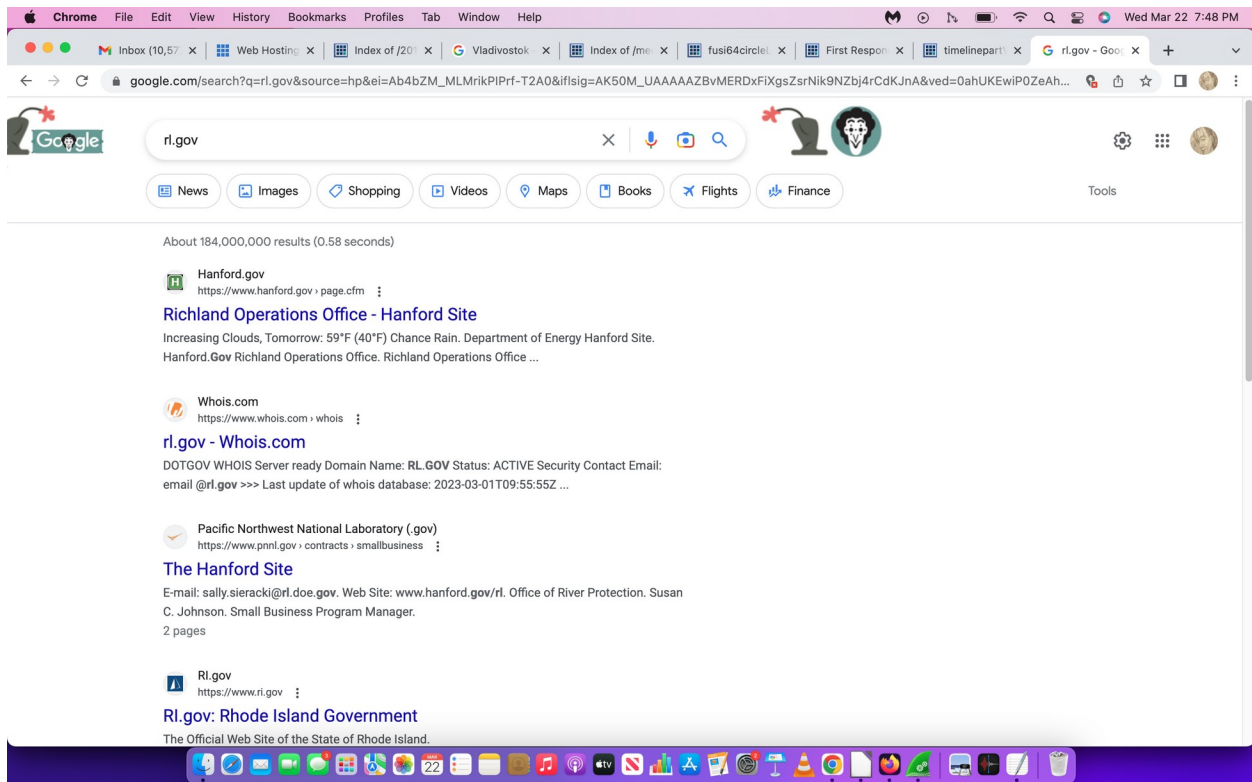 Chrome File Edit View History Bookmarks Profiles Tab Window Help Wed Mar 22 7:48 PM
Inbox (10,57 Web Hosting Index of /201 Vladivostok - Index of /me fusi64circle First Respon timelinepart rl.gov - Goog
google.com/search?q=rl.gov&source=hp&ei=Ab4bZM_MLMrikPIPrf-T2A0&iflsig=AK50M_UAAAAAZBvMERDxFiXgsZsrNik9NZbj4rCdKJnA&ved=0ahUKEwiP0ZeAh...
Google
rl.gov
News Images Shopping Videos Maps Books Flights Finance Tools
About 184,000,000 results (0.58 seconds)
Hanford.gov
https://www.hanford.gov › page.cfm
Richland Operations Office - Hanford Site
Increasing Clouds, Tomorrow: 59°F (40°F) Chance Rain. Department of Energy Hanford Site.
Hanford.Gov Richland Operations Office. Richland Operations Office ...
Whois.com
https://www.whois.com › whois
rl.gov - Whois.com
DOTGOV WHOIS Server ready Domain Name: RL.GOV Status: ACTIVE Security Contact Email:
email @rl.gov >>> Last update of whois database: 2023-03-01T09:55:55Z ...
Pacific Northwest National Laboratory (.gov)
https://www.pnnl.gov › contracts › smallbusiness
The Hanford Site
E-mail: sally.sieracki@rl.doe.gov. Web Site: www.hanford.gov/rl. Office of River Protection. Susan
C. Johnson. Small Business Program Manager.
2 pages
RI.gov
https://www.ri.gov
RI.gov: Rhode Island Government
The Official Web Site of the State of Rhode Island.
MAR
22
tv